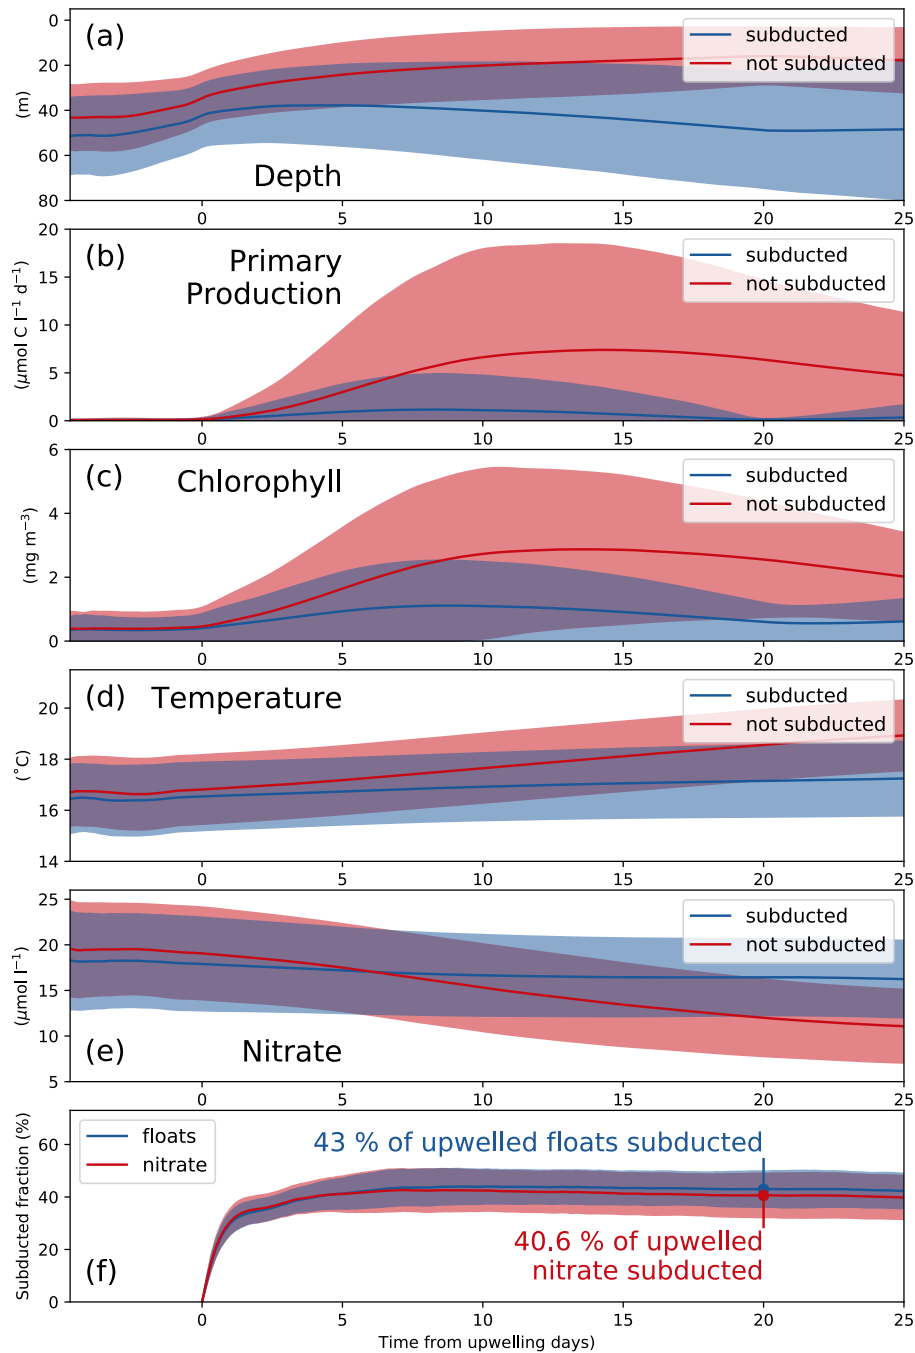 (a)
subducted
not subducted
Depth
(m)
0
20
40
60
80
0 5 10 15 20 25
(b)
Primary
Production
subducted
not subducted
(μmol C l⁻¹ d⁻¹)
20
15
10
5
0
0 5 10 15 20 25
(c)
Chlorophyll
subducted
not subducted
(mg m⁻³)
6
4
2
0
0 5 10 15 20 25
(d)
Temperature
subducted
not subducted
(˚C)
20
18
16
14
0 5 10 15 20 25
(e)
Nitrate
subducted
not subducted
(μmol l⁻¹)
25
20
15
10
5
0 5 10 15 20 25
(f)
floats
nitrate
43 % of upwelled floats subducted
40.6 % of upwelled
nitrate subducted
Subducted fraction (%)
60
40
20
0
0 5 10 15 20 25
Time from upwelling days)